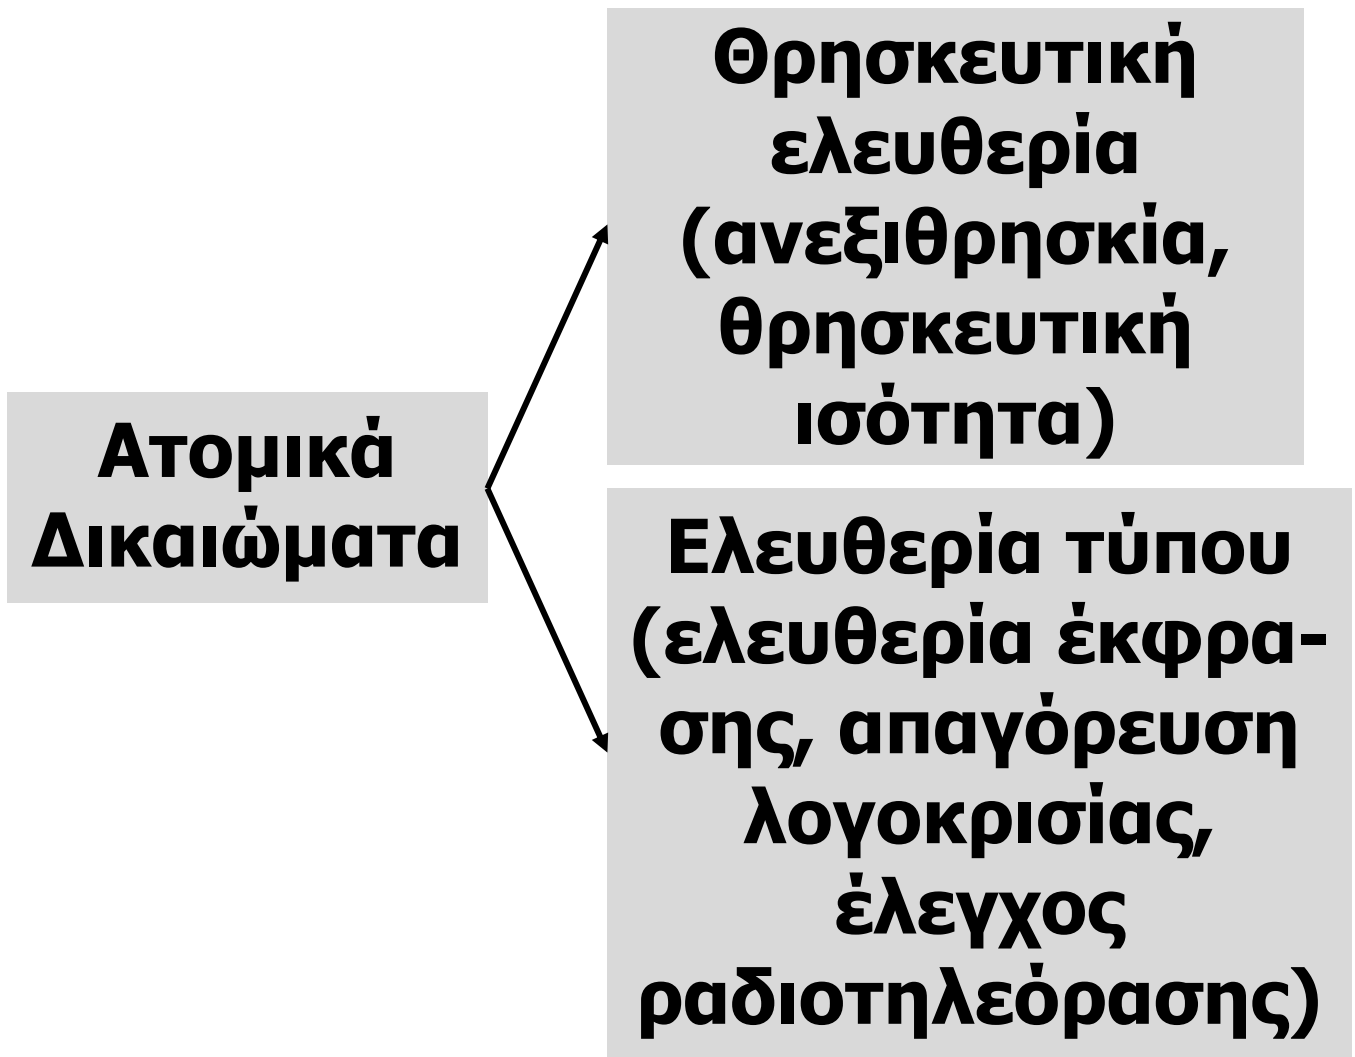 Ατομικά
Δικαιώματα
Θρησκευτική
ελευθερία
(ανεξιθρησκία,
θρησκευτική
ισότητα)
Ελευθερία τύπου
(ελευθερία έκφρα-
σης, απαγόρευση
λογοκρισίας,
έλεγχος
ραδιοτηλεόρασης)